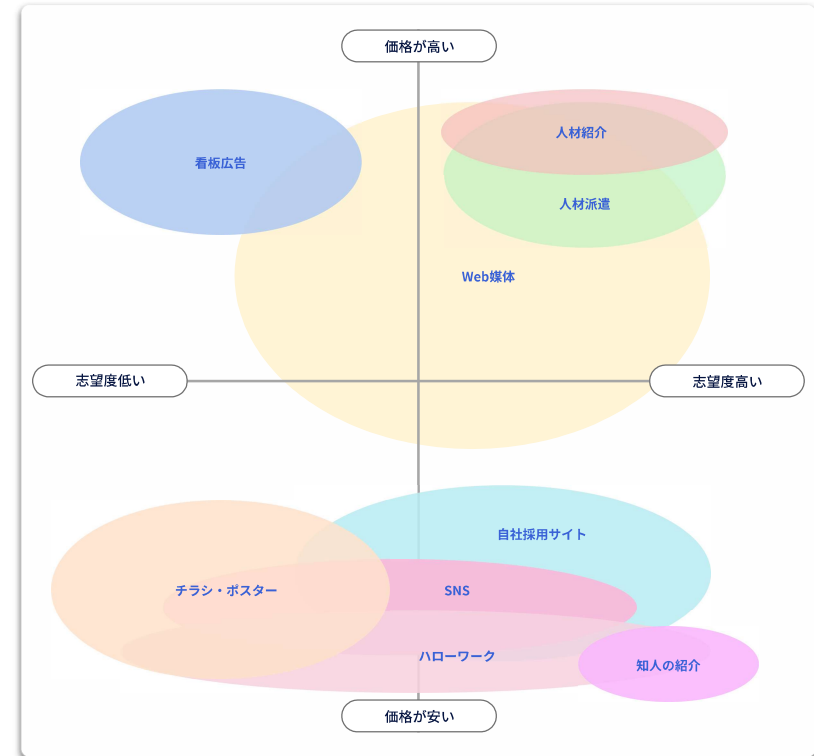 価格が高い
人材紹介
看板広告
人材派遣
Web媒体
志望度低い
志望度高い
自社採用サイト
チラシ・ポスター
SNS
ハローワーク
知人の紹介
価格が安い